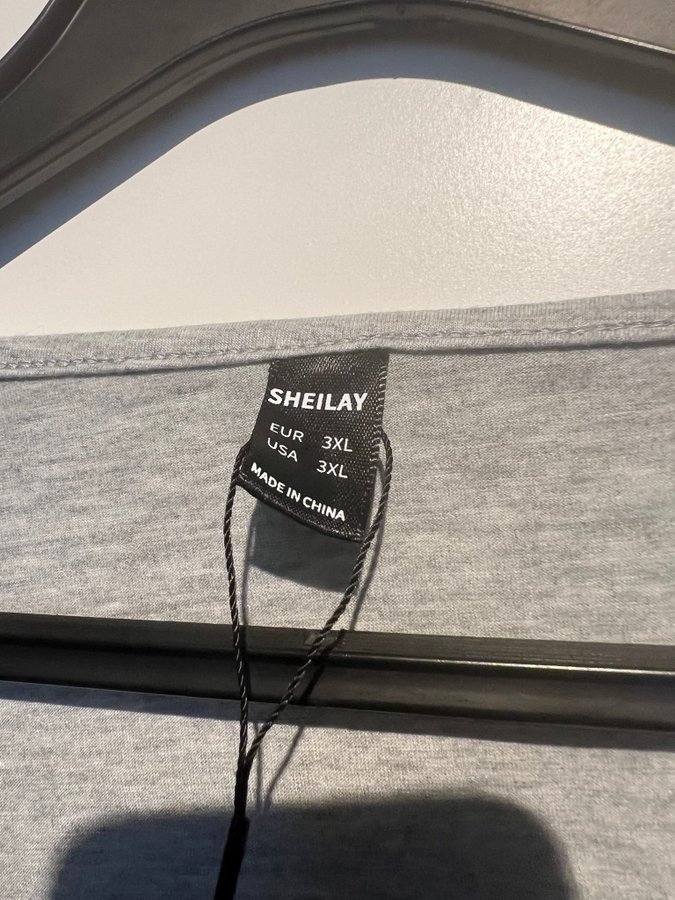 SHEILAY
EUR 3XL
USA 3XL
MADE IN CHINA